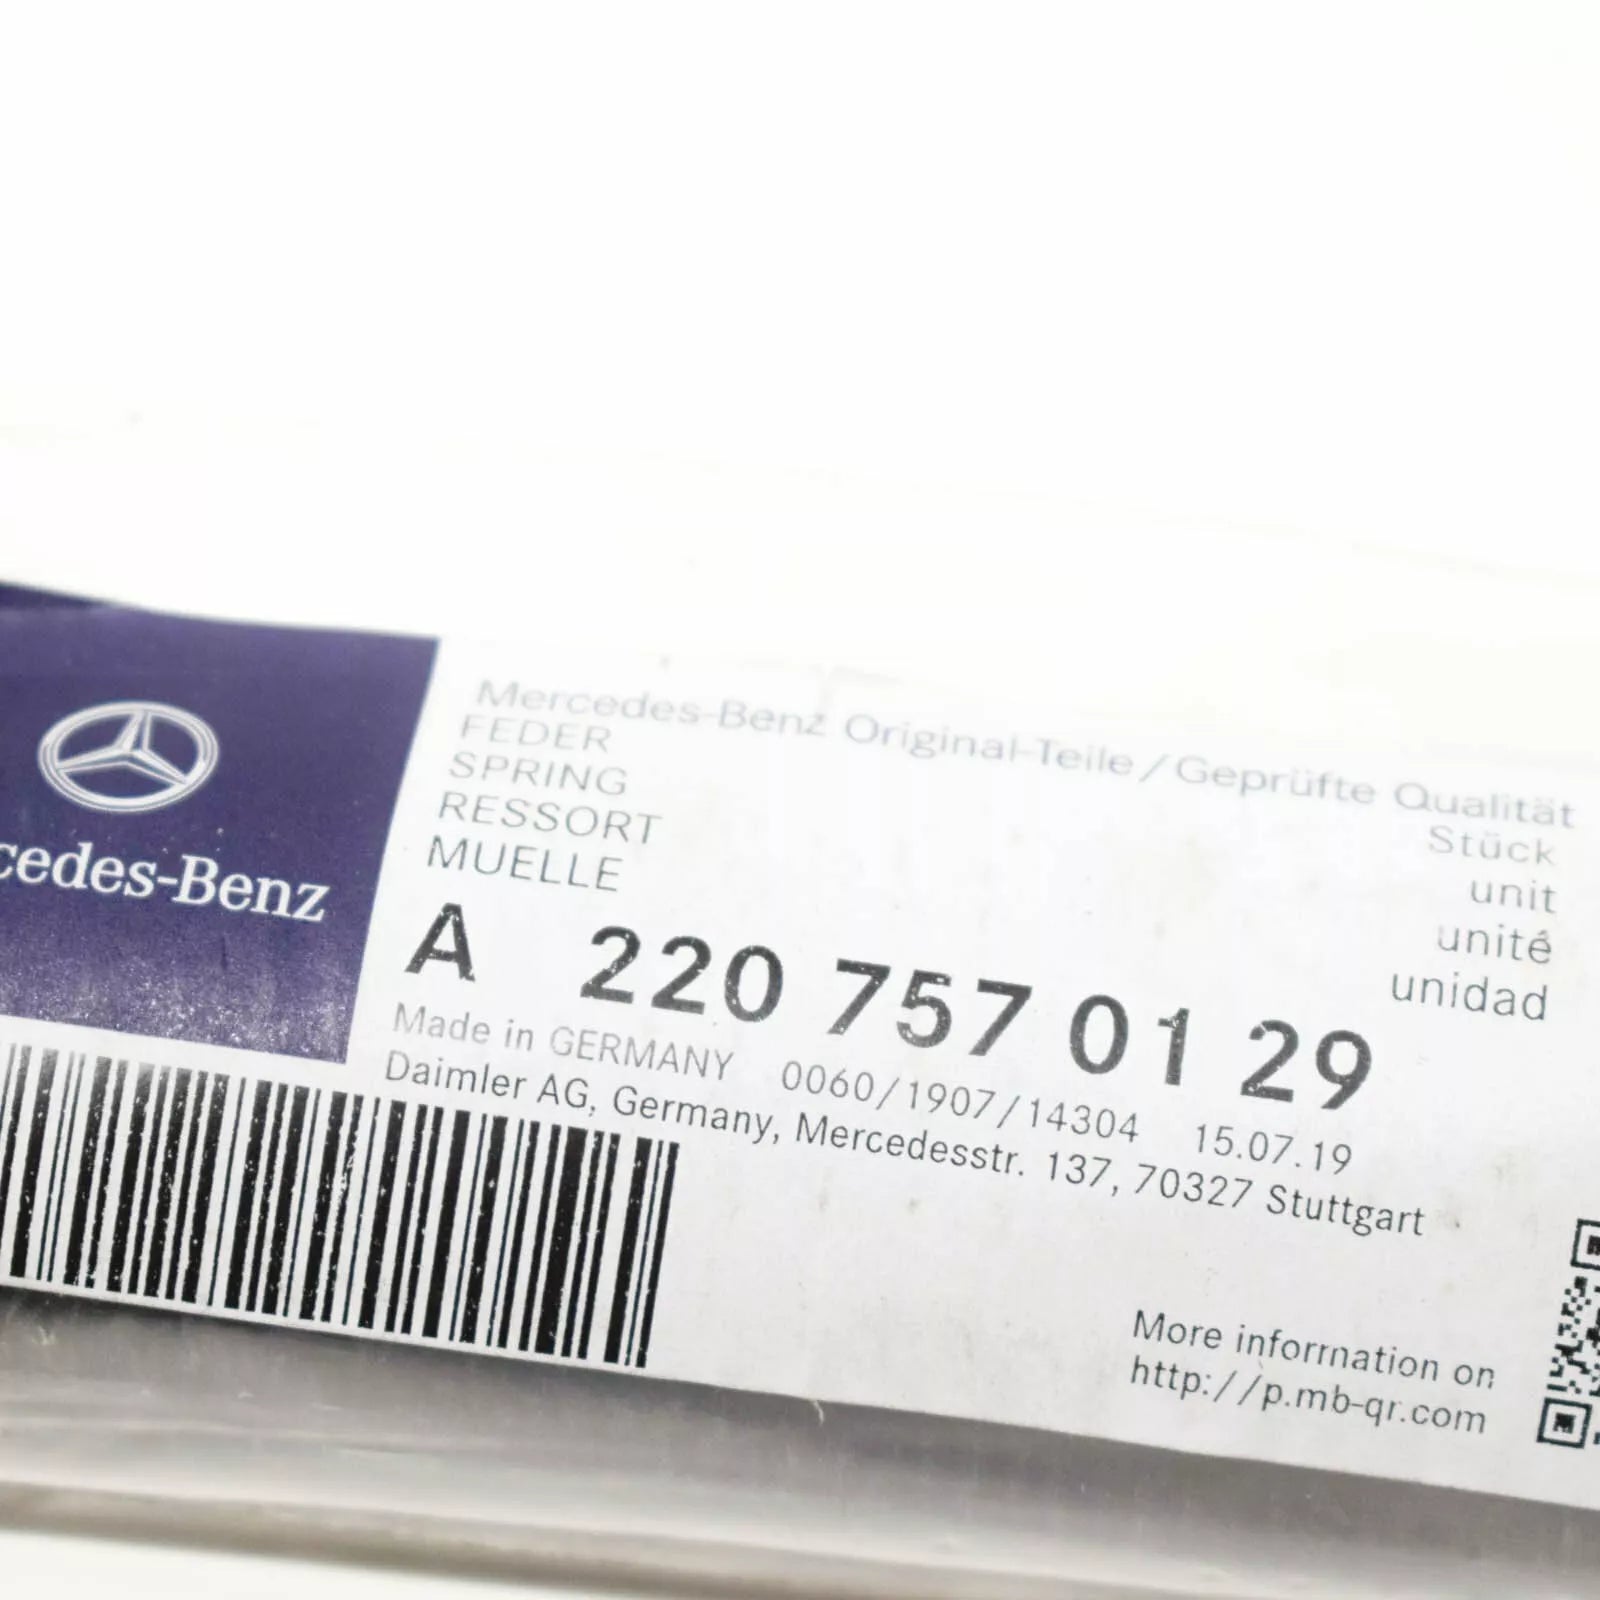 cedes-Benz
Mercedes-Benz Original-Teile / Geprüfte Qualität
FEDER
SPRING
RESSORT
MUELLE
Stück
unit
unité
unidad
A 220 757 01 29
Made in GERMANY 0060/1907/14304 15.07.19
Daimler AG, Germany, Mercedesstr. 137, 70327 Stuttgart
More information on
http://p.mb-qr.com